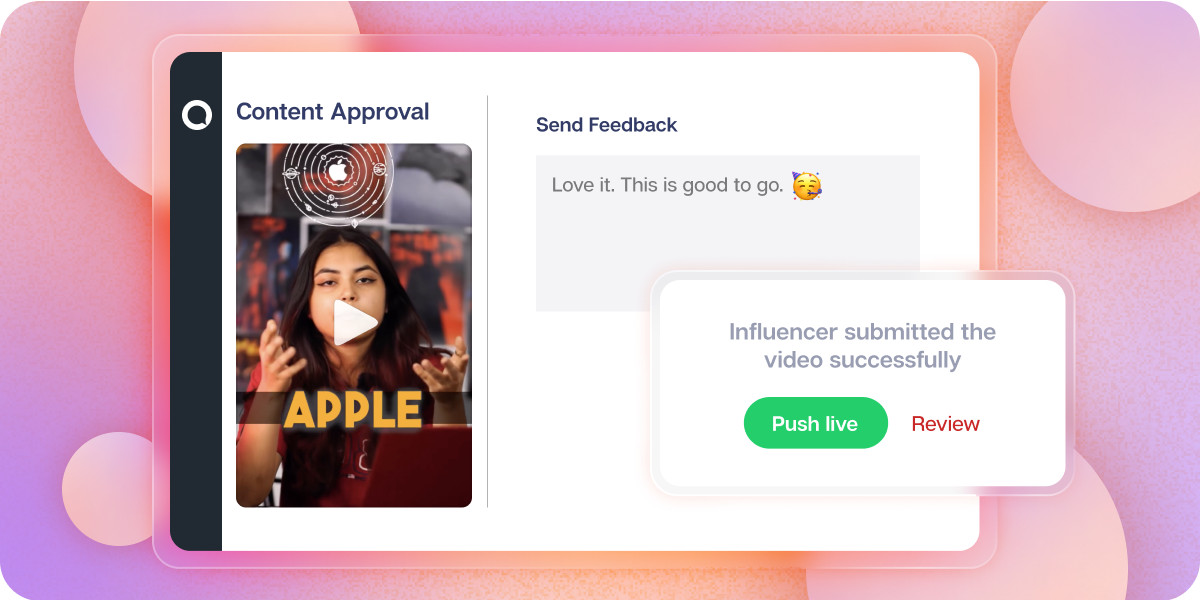 Content Approval
APPLE
Send Feedback
Love it. This is good to go. 🥳
Influencer submitted the
video successfully
Push live
Review